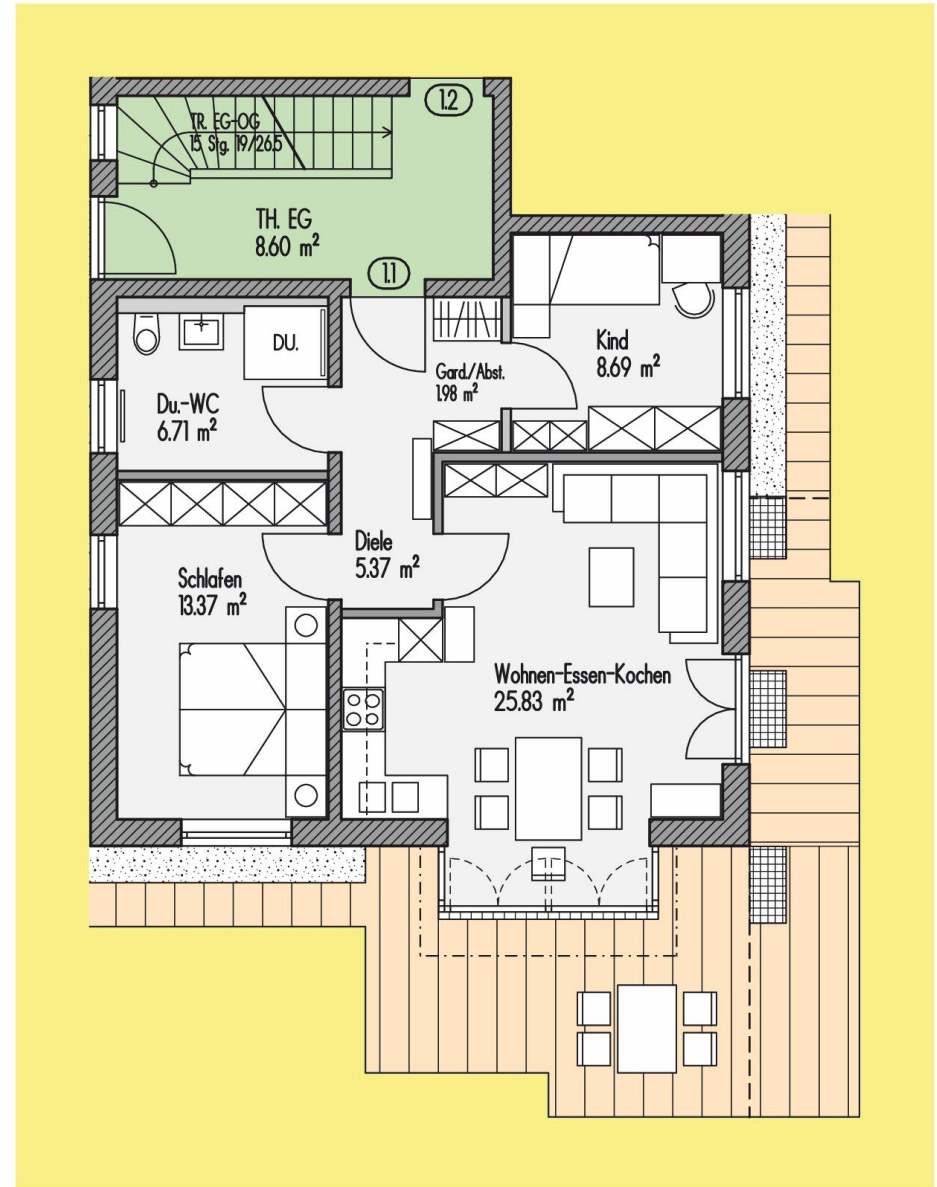 1.2
TR. EG-OG
15 Stg. 19/26.5
TH. EG
8.60 m²
1.1
DU.
Gard./Abst.
1.98 m²
Kind
8.69 m²
Du.-WC
6.71 m²
Diele
5.37 m²
Schlafen
13.37 m²
Wohnen-Essen-Kochen
25.83 m²